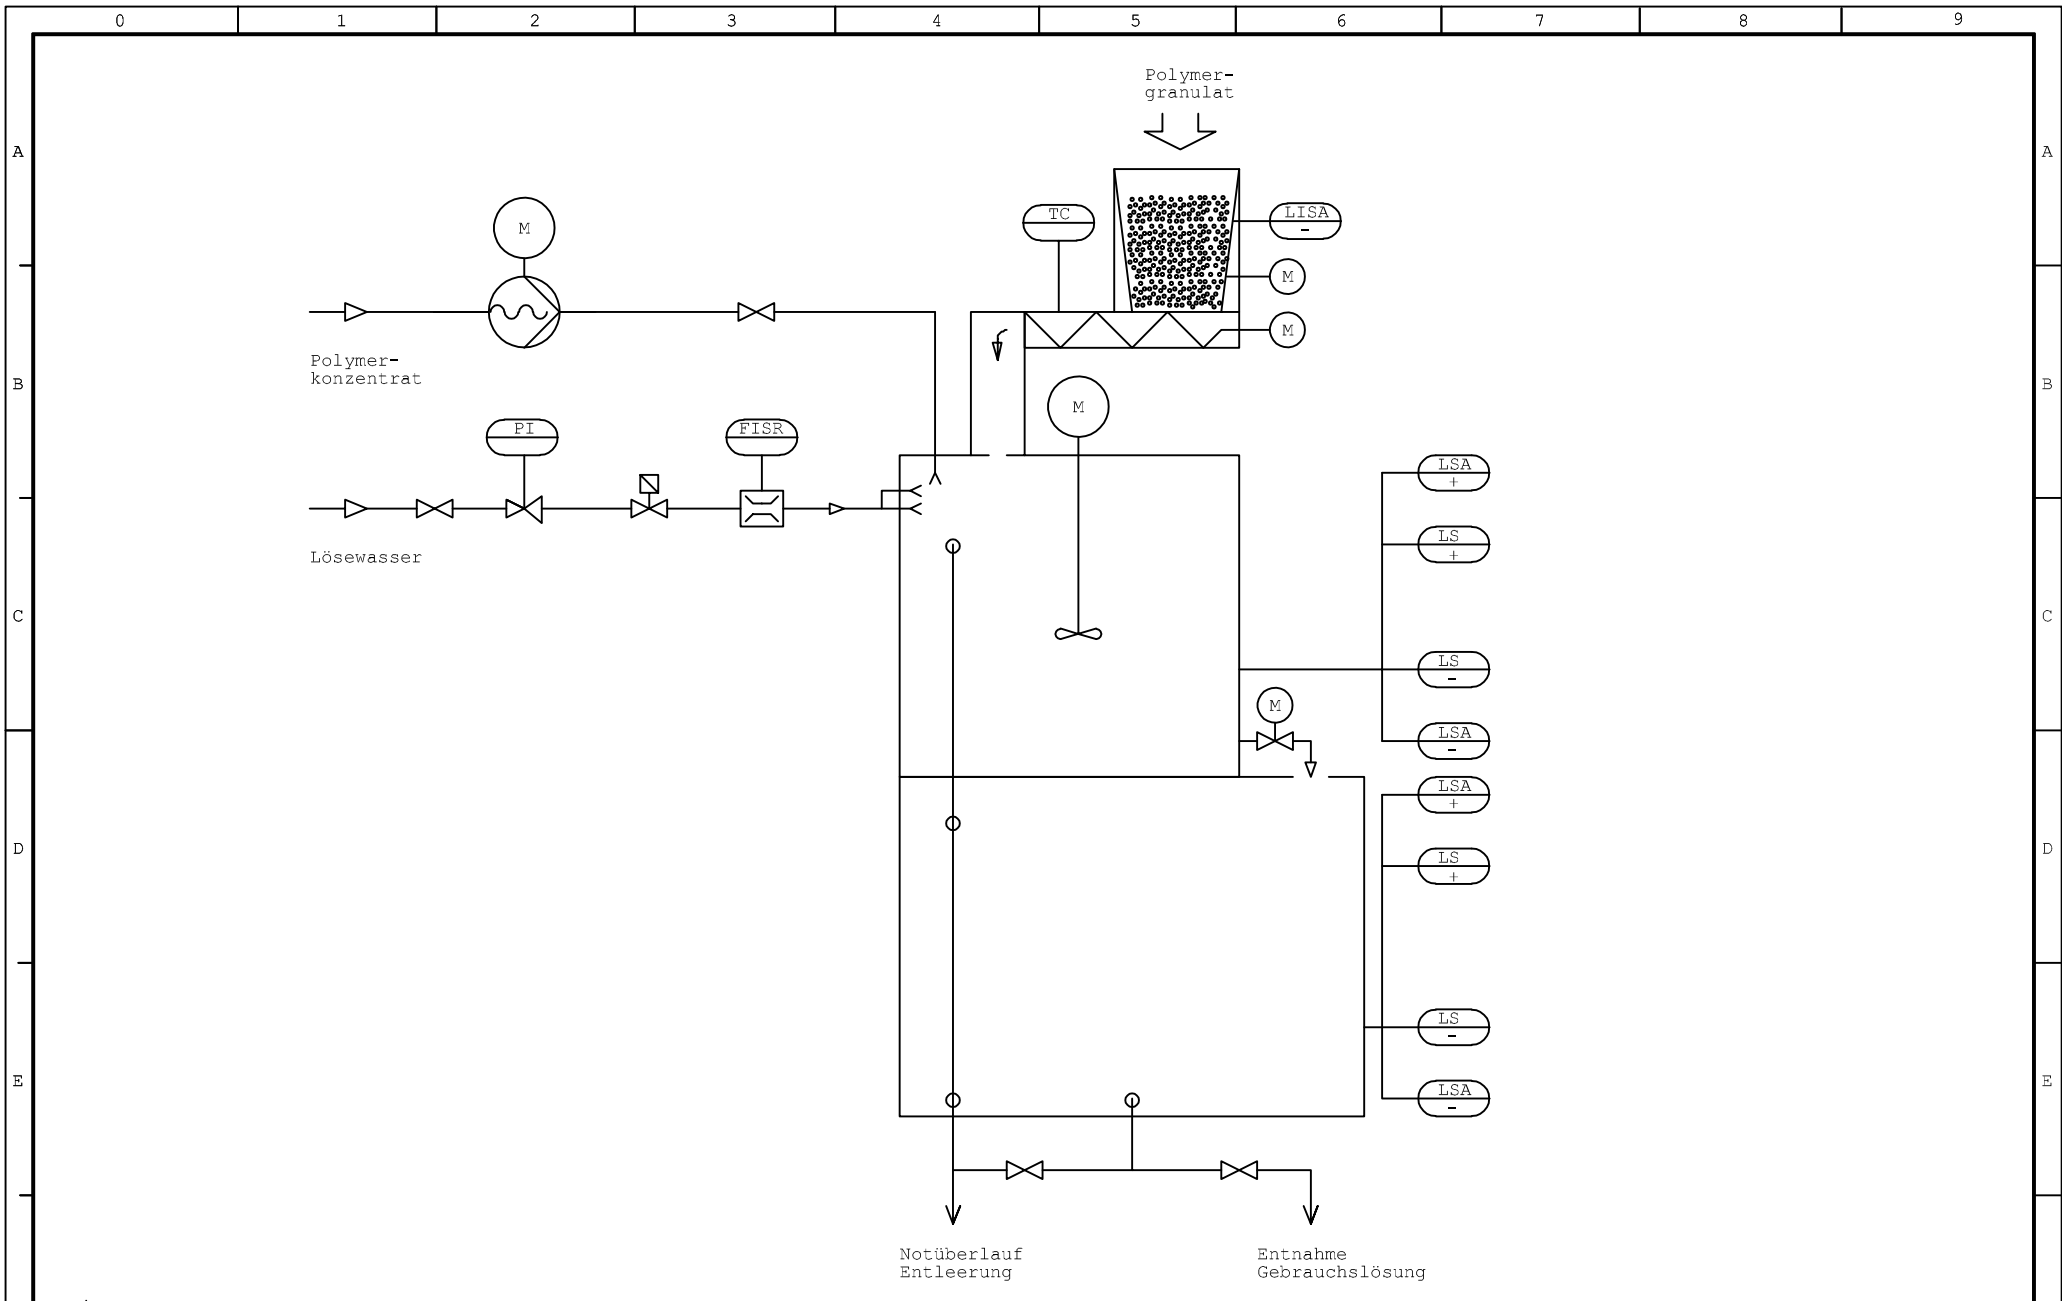 0 1 2 3 4 5 6 7 8 9
Polymer-
granulat
A A
TC
LISA
-
M
M
M
Polymer-
konzentrat
B B
M
PI
FISR
LSA
+
LS
+
Lösewasser
C C
LS
-
M
LSA
-
LSA
+
D D
LS
+
LS
-
E E
LSA
-
Notüberlauf
Entleerung
Entnahme
Gebrauchslösung